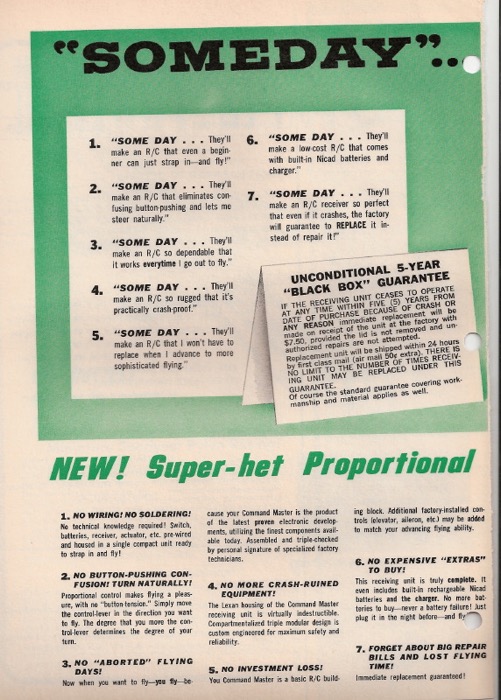 "SOMEDAY"...
1. "SOME DAY . . . They'll
make an R/C that even a begin-
ner can just strap in—and fly!"
2. "SOME DAY . . . They'll
make an R/C that eliminates con-
fusing button-pushing and lets me
steer naturally."
3. "SOME DAY . . . They'll
make an R/C so dependable that
it works everytime I go out to fly."
4. "SOME DAY . . . They'll
make an R/C so rugged that it's
practically crash-proof."
5. "SOME DAY . . . They'll
make an R/C that I won't have to
replace when I advance to more
sophisticated flying."
6. "SOME DAY . . . They'll
make a low-cost R/C that comes
with built-in Nicad batteries and
charger."
7. "SOME DAY . . . They'll
make an R/C receiver so perfect
that even if it crashes, the factory
will guarantee to REPLACE it in-
stead of repair it!"
UNCONDITIONAL 5-YEAR
"BLACK BOX" GUARANTEE
IF THE RECEIVING UNIT CEASES TO OPERATE
AT ANY TIME WITHIN FIVE (5) YEARS FROM
DATE OF PURCHASE BECAUSE OF CRASH OR
ANY REASON immediate replacement will be
made on receipt of the unit at the factory with
$7.50, provided the lid is not removed and un-
authorized repairs are not attempted.
Replacement unit will be shipped within 24 hours
by first class mail (air mail 50¢ extra). THERE IS
NO LIMIT TO THE NUMBER OF TIMES RECEIV-
ING UNIT MAY BE REPLACED UNDER THIS
GUARANTEE.
Of course the standard guarantee covering work-
manship and material applies as well.
NEW! Super-het Proportional
1. NO WIRING! NO SOLDERING!
No technical knowledge required! Switch,
batteries, receiver, actuator, etc. pre-wired
and housed in a single compact unit ready
to strap in and fly!
2. NO BUTTON-PUSHING CON-
FUSION! TURN NATURALLY!
Proportional control makes flying a pleas-
ure, with no "button tension." Simply move
the control-lever in the direction you want
to fly. The degree that you move the con-
trol-lever determines the degree of your
turn.
3. NO "ABORTED" FLYING
DAYS!
Now when you want to fly—you fly—be-
cause your Command Master is the product
of the latest proven electronic develop-
ments, utilizing the finest components avail-
able today. Assembled and triple-checked
by personal signature of specialized factory
technicians.
4. NO MORE CRASH-RUINED
EQUIPMENT!
The Lexan housing of the Command Master
receiving unit is virtually indestructible.
Compartmentalized triple modular design is
custom engineered for maximum safety and
reliability.
5. NO INVESTMENT LOSS!
You Command Master is a basic R/C build-
ing block. Additional factory-installed con-
trols (elevator, aileron, etc.) may be added
to match your advancing flying ability.
6. NO EXPENSIVE "EXTRAS"
TO BUY!
This receiving unit is truly complete. It
even includes built-in rechargeable Nicad
batteries and the charger. No more bat-
teries to buy—never a battery failure! Just
plug it in the night before—and fly
7. FORGET ABOUT BIG REPAIR
BILLS AND LOST FLYING
TIME!
Immediate replacement guaranteed!